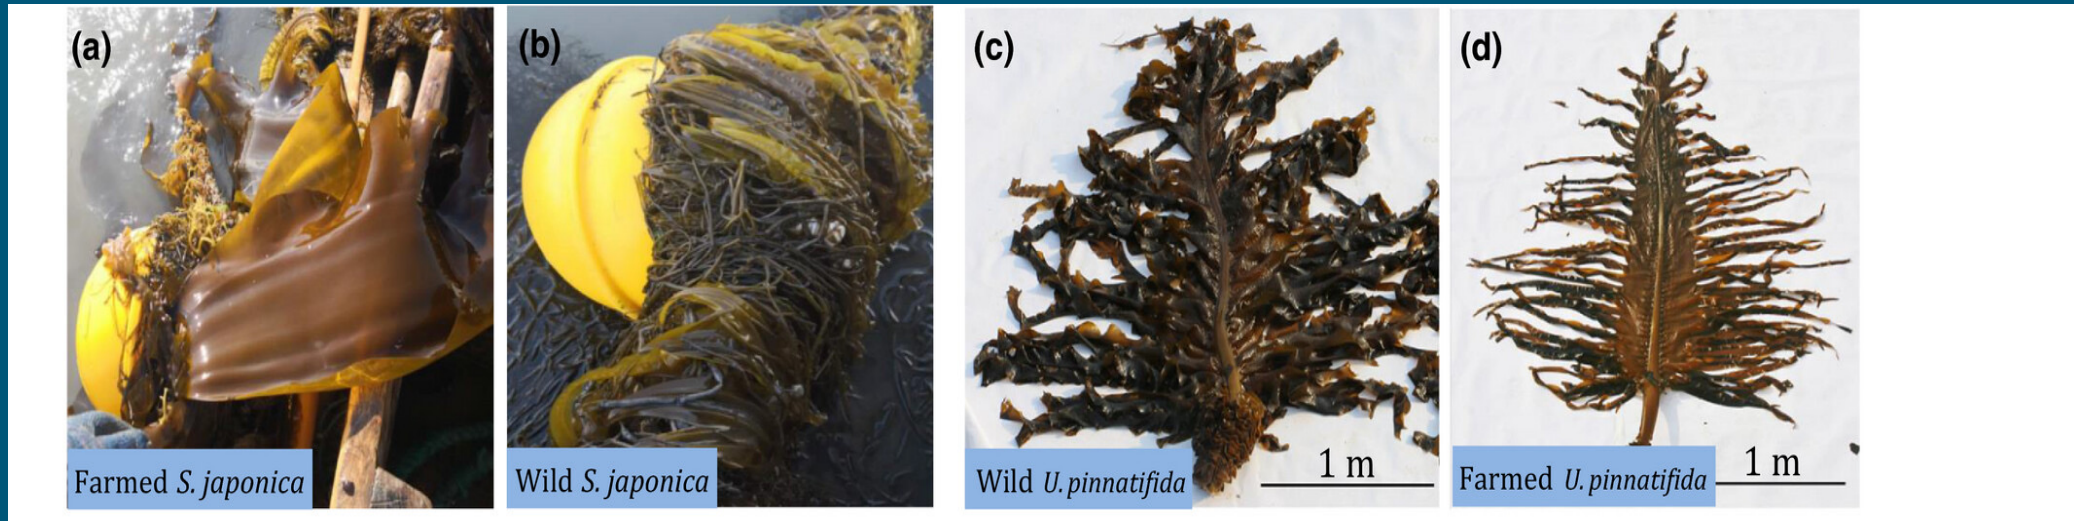 (a)
Farmed S. japonica
(b)
Wild S. japonica
(c)
Wild U. pinnatifida
1 m
(d)
Farmed U. pinnatifida
1 m